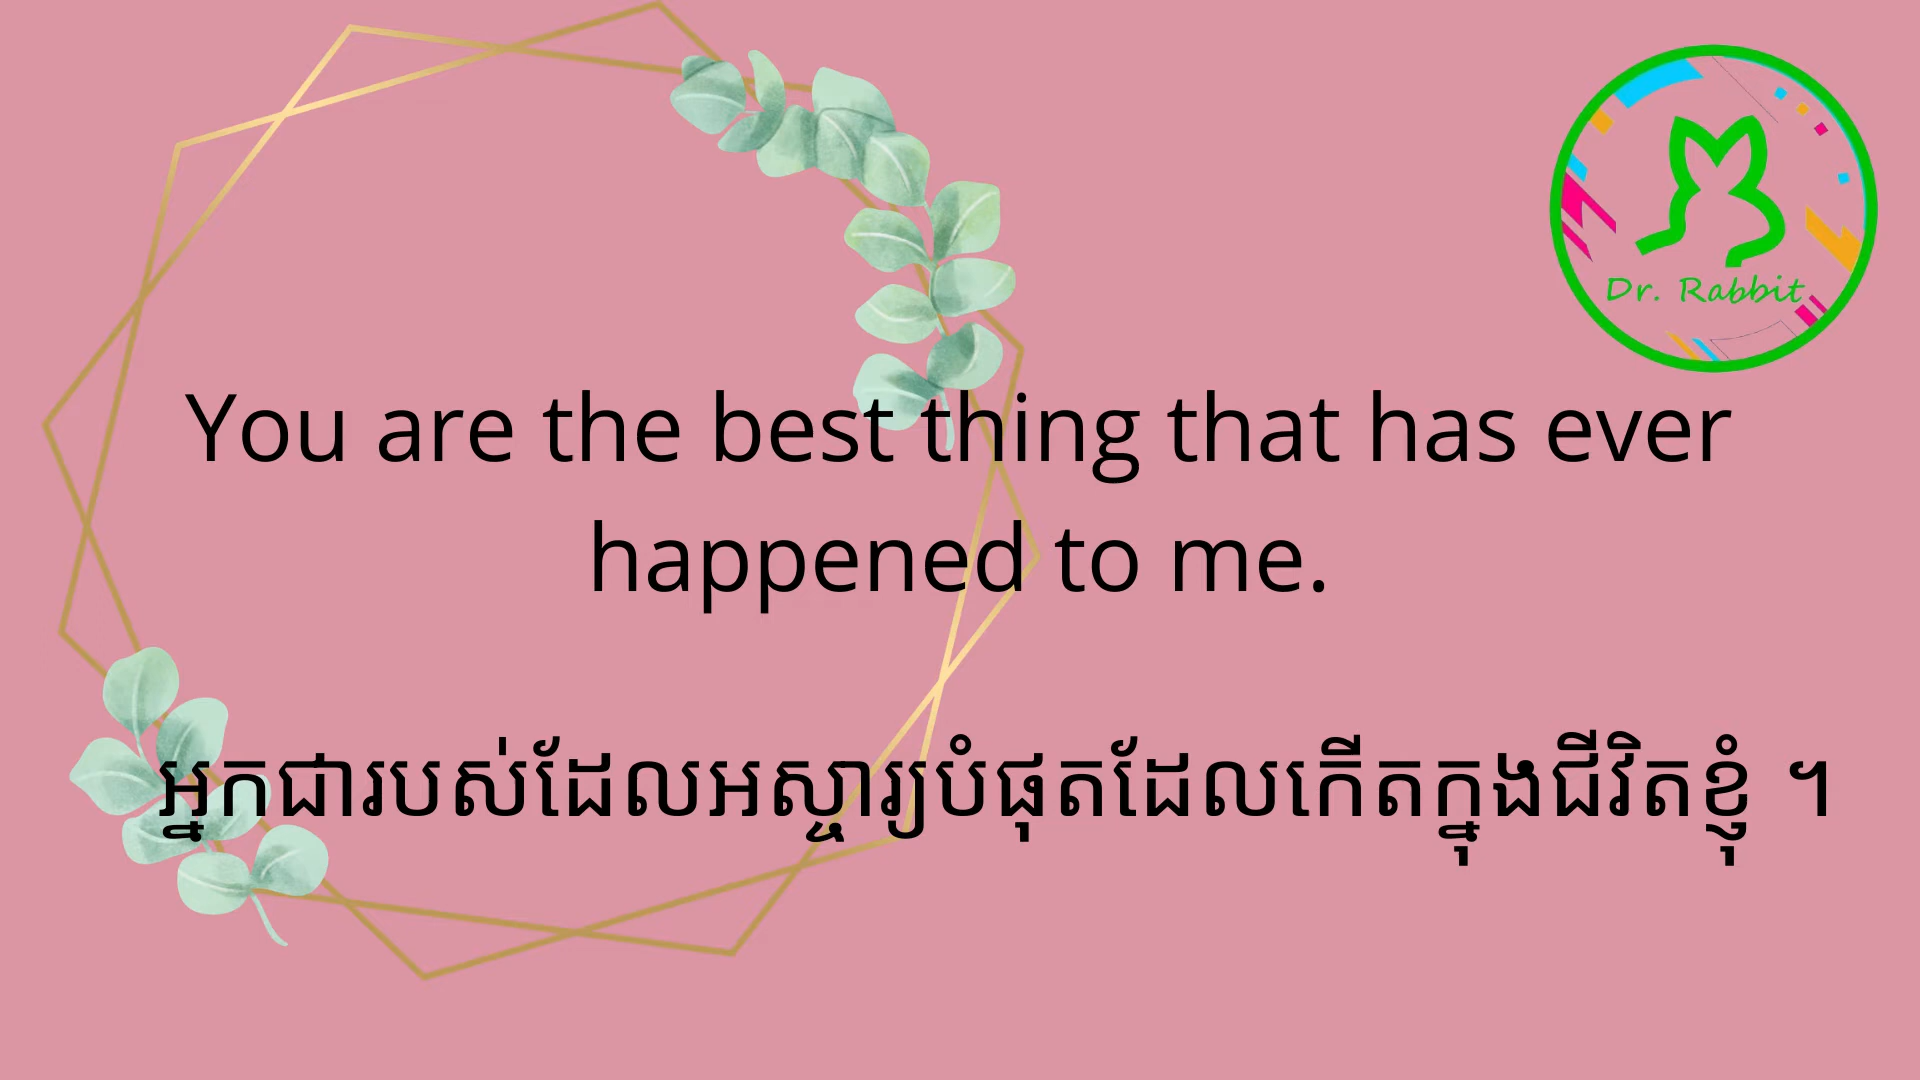 Dr. Rabbit
You are the best thing that has ever
happened to me.
អ្នកជារបស់ដែលអស្ចារ្យបំផុតដែលកើតក្នុងជីវិតខ្ញុំ ។